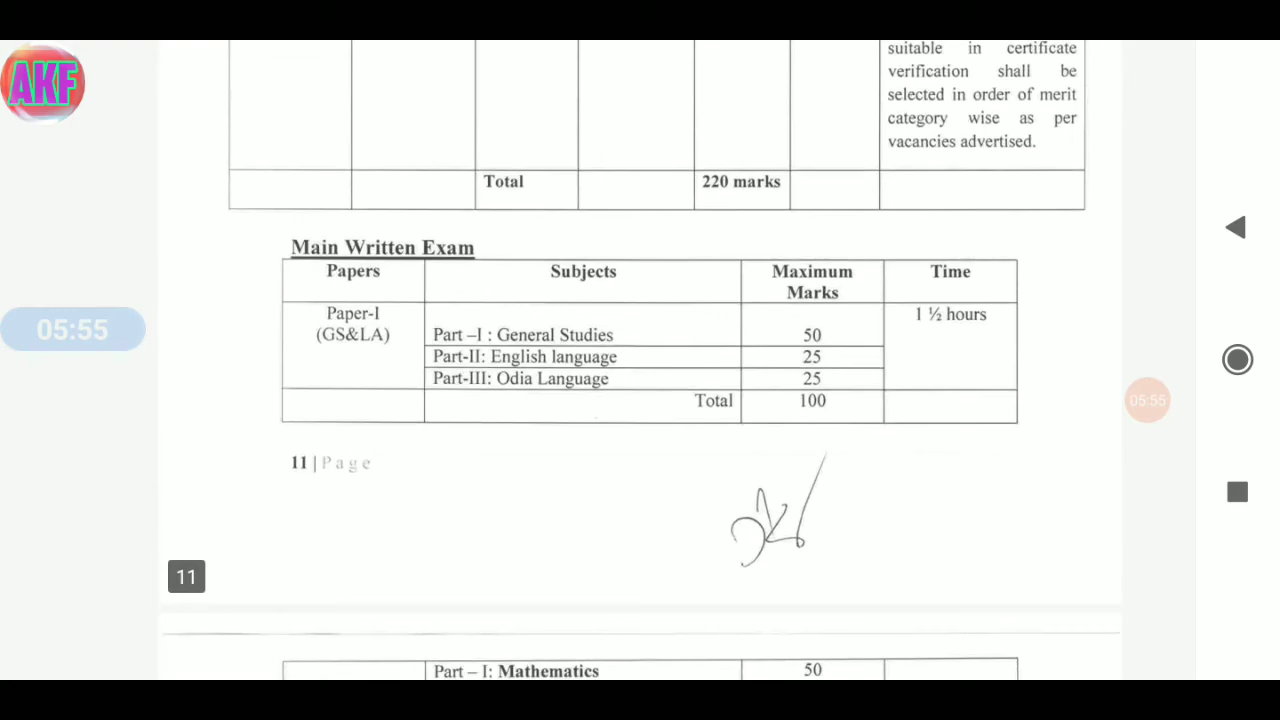 AKF
suitable in certificate
verification shall be
selected in order of merit
category wise as per
vacancies advertised.
Total 220 marks
Main Written Exam
Papers Subjects Maximum Marks Time
Paper-I (GS&LA) 1 ½ hours
Part –I : General Studies 50
Part-II: English language 25
Part-III: Odia Language 25
Total 100
11 | Page
11
Part – I: Mathematics 50
05:55
05:55